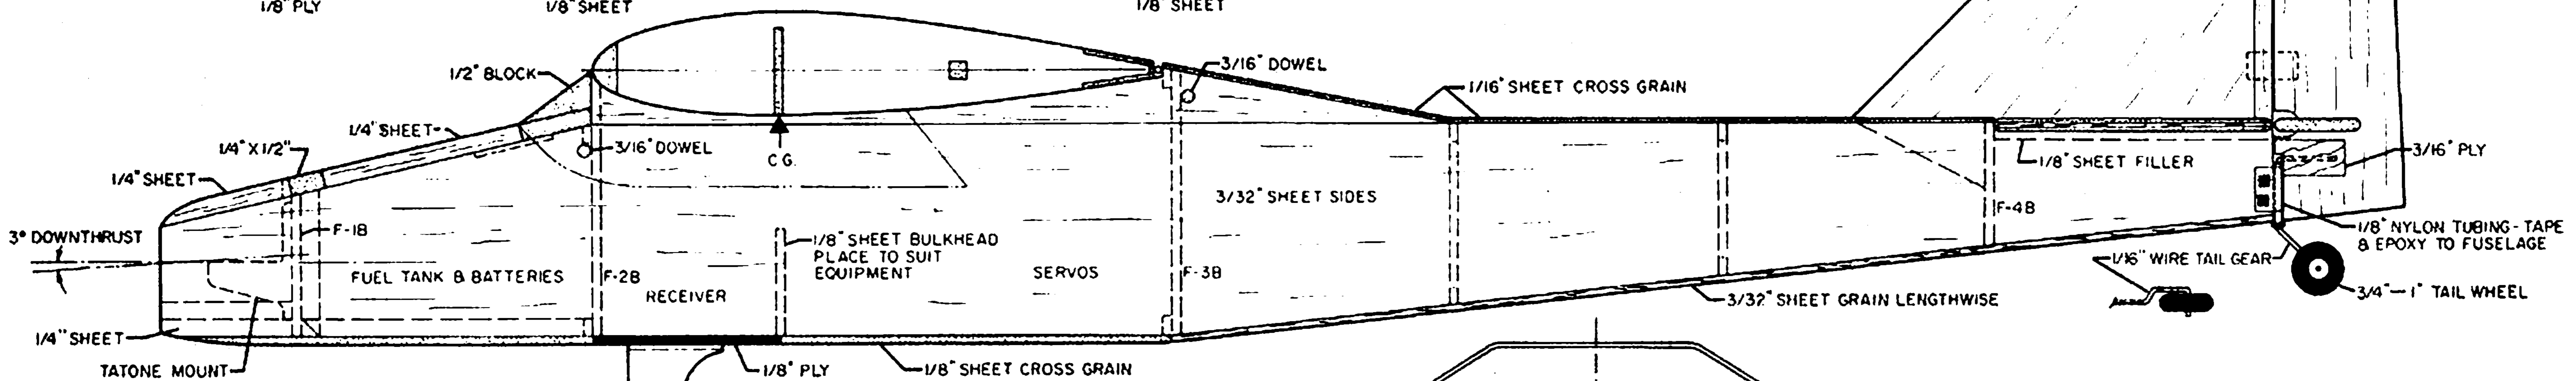 1/8" PLY
1/8" SHEET
1/8" SHEET
1/2" BLOCK
3/16" DOWEL
1/16" SHEET CROSS GRAIN
1/4" SHEET
1/4" X 1/2"
3/16" DOWEL
C.G.
1/8" SHEET FILLER
3/16" PLY
1/4" SHEET
3/32" SHEET SIDES
F-4B
3° DOWNTHRUST
F-1B
1/8" SHEET BULKHEAD
PLACE TO SUIT
EQUIPMENT
1/8" NYLON TUBING-TAPE
& EPOXY TO FUSELAGE
FUEL TANK & BATTERIES
F-2B
RECEIVER
SERVOS
F-3B
1/16" WIRE TAIL GEAR
3/32" SHEET GRAIN LENGTHWISE
3/4"-1" TAIL WHEEL
1/4" SHEET
TATONE MOUNT
1/8" PLY
1/8" SHEET CROSS GRAIN